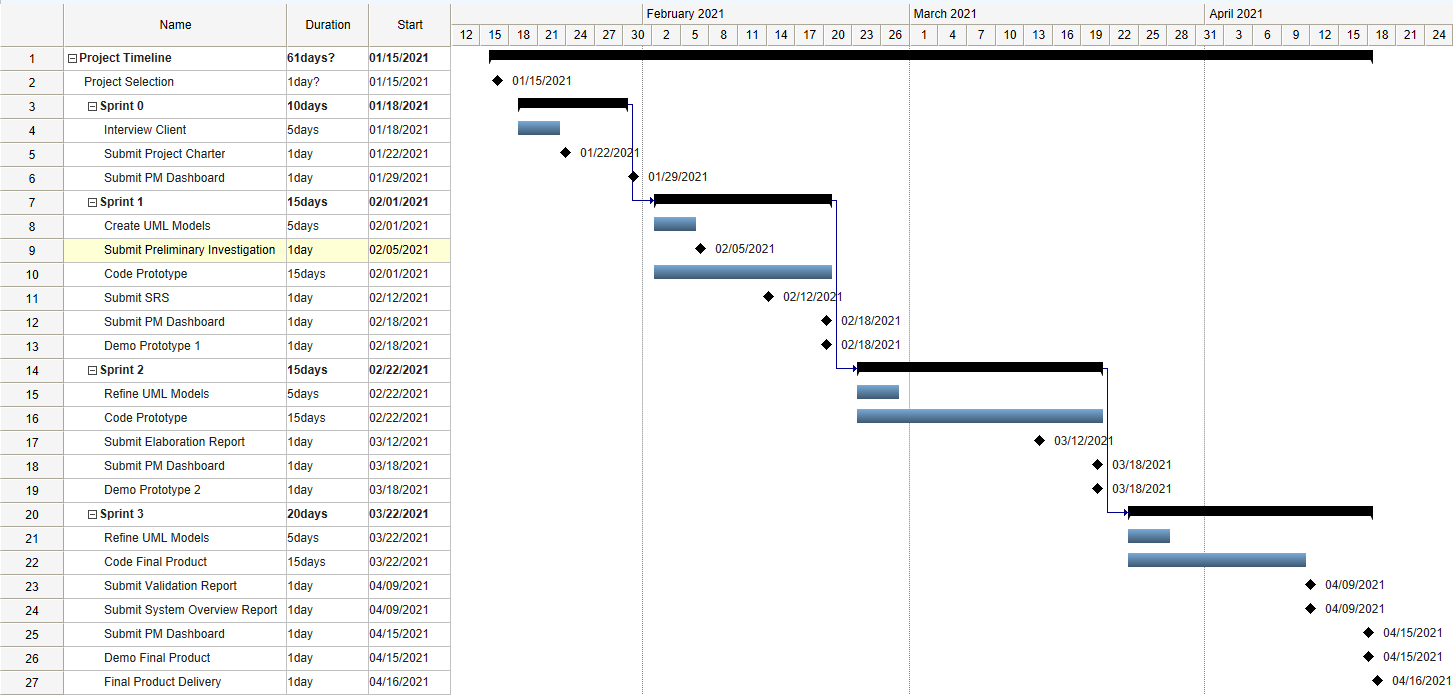 February 2021 March 2021 April 2021
Name Duration Start
12 15 18 21 24 27 30 2 5 8 11 14 17 20 23 26 1 4 7 10 13 16 19 22 25 28 31 3 6 9 12 15 18 21 24
1 Project Timeline 61days? 01/15/2021
2 Project Selection 1day? 01/15/2021 01/15/2021
3 Sprint 0 10days 01/18/2021
4 Interview Client 5days 01/18/2021
5 Submit Project Charter 1day 01/22/2021 01/22/2021
6 Submit PM Dashboard 1day 01/29/2021 01/29/2021
7 Sprint 1 15days 02/01/2021
8 Create UML Models 5days 02/01/2021
9 Submit Preliminary Investigation 1day 02/05/2021 02/05/2021
10 Code Prototype 15days 02/01/2021
11 Submit SRS 1day 02/12/2021 02/12/2021
12 Submit PM Dashboard 1day 02/18/2021 02/18/2021
13 Demo Prototype 1 1day 02/18/2021 02/18/2021
14 Sprint 2 15days 02/22/2021
15 Refine UML Models 5days 02/22/2021
16 Code Prototype 15days 02/22/2021
17 Submit Elaboration Report 1day 03/12/2021 03/12/2021
18 Submit PM Dashboard 1day 03/18/2021 03/18/2021
19 Demo Prototype 2 1day 03/18/2021 03/18/2021
20 Sprint 3 20days 03/22/2021
21 Refine UML Models 5days 03/22/2021
22 Code Final Product 15days 03/22/2021
23 Submit Validation Report 1day 04/09/2021 04/09/2021
24 Submit System Overview Report 1day 04/09/2021 04/09/2021
25 Submit PM Dashboard 1day 04/15/2021 04/15/2021
26 Demo Final Product 1day 04/15/2021 04/15/2021
27 Final Product Delivery 1day 04/16/2021 04/16/2021